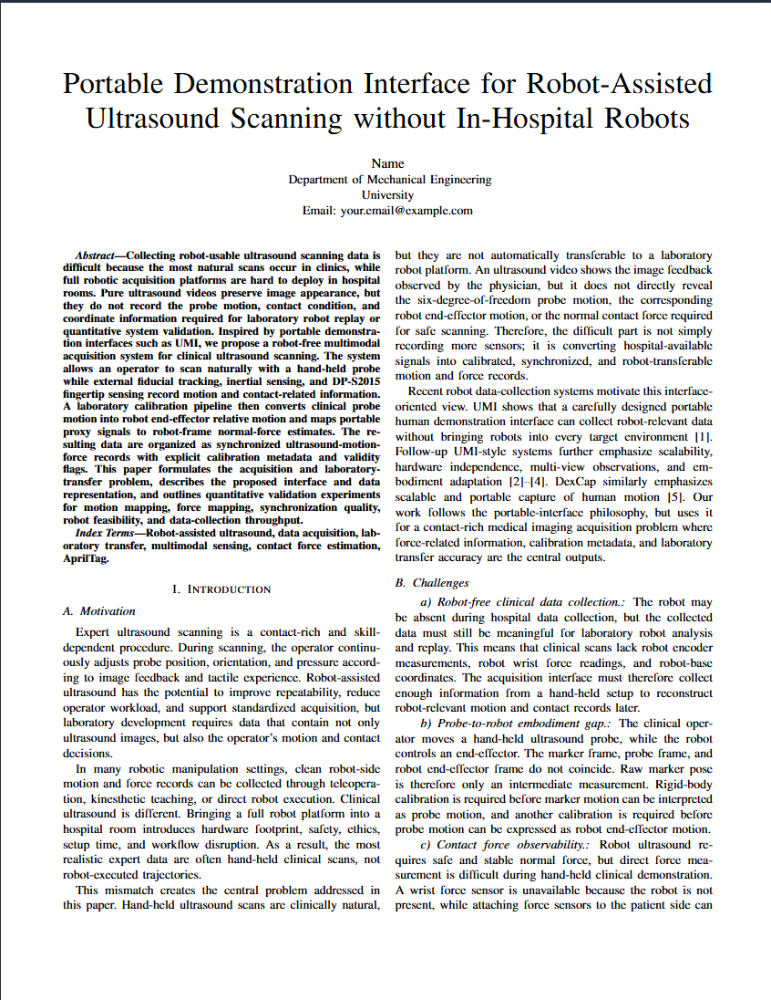 Portable Demonstration Interface for Robot-Assisted
Ultrasound Scanning without In-Hospital Robots
Name
Department of Mechanical Engineering
University
Email: your.email@example.com
Abstract—Collecting robot-usable ultrasound scanning data is
difficult because the most natural scans occur in clinics, while
full robotic acquisition platforms are hard to deploy in hospital
rooms. Pure ultrasound videos preserve image appearance, but
they do not record the probe motion, contact condition, and
coordinate information required for laboratory robot replay or
quantitative system validation. Inspired by portable demonstra-
tion interfaces such as UMI, we propose a robot-free multimodal
acquisition system for clinical ultrasound scanning. The system
allows an operator to scan naturally with a hand-held probe
while external fiducial tracking, inertial sensing, and DP-S2015
fingertip sensing record motion and contact-related information.
A laboratory calibration pipeline then converts clinical probe
motion into robot end-effector relative motion and maps portable
proxy signals to robot-frame normal-force estimates. The re-
sulting data are organized as synchronized ultrasound-motion-
force records with explicit calibration metadata and validity
flags. This paper formulates the acquisition and laboratory-
transfer problem, describes the proposed interface and data
representation, and outlines quantitative validation experiments
for motion mapping, force mapping, synchronization quality,
robot feasibility, and data-collection throughput.
Index Terms—Robot-assisted ultrasound, data acquisition, lab-
oratory transfer, multimodal sensing, contact force estimation,
AprilTag.
I. Introduction
A. Motivation
Expert ultrasound scanning is a contact-rich and skill-
dependent procedure. During scanning, the operator continu-
ously adjusts probe position, orientation, and pressure accord-
ing to image feedback and tactile experience. Robot-assisted
ultrasound has the potential to improve repeatability, reduce
operator workload, and support standardized acquisition, but
laboratory development requires data that contain not only
ultrasound images, but also the operator's motion and contact
decisions.
In many robotic manipulation settings, clean robot-side
motion and force records can be collected through teleopera-
tion, kinesthetic teaching, or direct robot execution. Clinical
ultrasound is different. Bringing a full robot platform into a
hospital room introduces hardware footprint, safety, ethics,
setup time, and workflow disruption. As a result, the most
realistic expert data are often hand-held clinical scans, not
robot-executed trajectories.
This mismatch creates the central problem addressed in
this paper. Hand-held ultrasound scans are clinically natural,
but they are not automatically transferable to a laboratory
robot platform. An ultrasound video shows the image feedback
observed by the physician, but it does not directly reveal
the six-degree-of-freedom probe motion, the corresponding
robot end-effector motion, or the normal contact force required
for safe scanning. Therefore, the difficult part is not simply
recording more sensors; it is converting hospital-available
signals into calibrated, synchronized, and robot-transferable
motion and force records.
Recent robot data-collection systems motivate this interface-
oriented view. UMI shows that a carefully designed portable
human demonstration interface can collect robot-relevant data
without bringing robots into every target environment [1].
Follow-up UMI-style systems further emphasize scalability,
hardware independence, multi-view observations, and em-
bodiment adaptation [2]–[4]. DexCap similarly emphasizes
scalable and portable capture of human motion [5]. Our
work follows the portable-interface philosophy, but uses it
for a contact-rich medical imaging acquisition problem where
force-related information, calibration metadata, and laboratory
transfer accuracy are the central outputs.
B. Challenges
a) Robot-free clinical data collection.: The robot may
be absent during hospital data collection, but the collected
data must still be meaningful for laboratory robot analysis
and replay. This means that clinical scans lack robot encoder
measurements, robot wrist force readings, and robot-base
coordinates. The acquisition interface must therefore collect
enough information from a hand-held setup to reconstruct
robot-relevant motion and contact records later.
b) Probe-to-robot embodiment gap.: The clinical oper-
ator moves a hand-held ultrasound probe, while the robot
controls an end-effector. The marker frame, probe frame, and
robot end-effector frame do not coincide. Raw marker pose
is therefore only an intermediate measurement. Rigid-body
calibration is required before marker motion can be interpreted
as probe motion, and another calibration is required before
probe motion can be expressed as robot end-effector motion.
c) Contact force observability.: Robot ultrasound re-
quires safe and stable normal force, but direct force mea-
surement is difficult during hand-held clinical demonstration.
A wrist force sensor is unavailable because the robot is not
present, while attaching force sensors to the patient side can